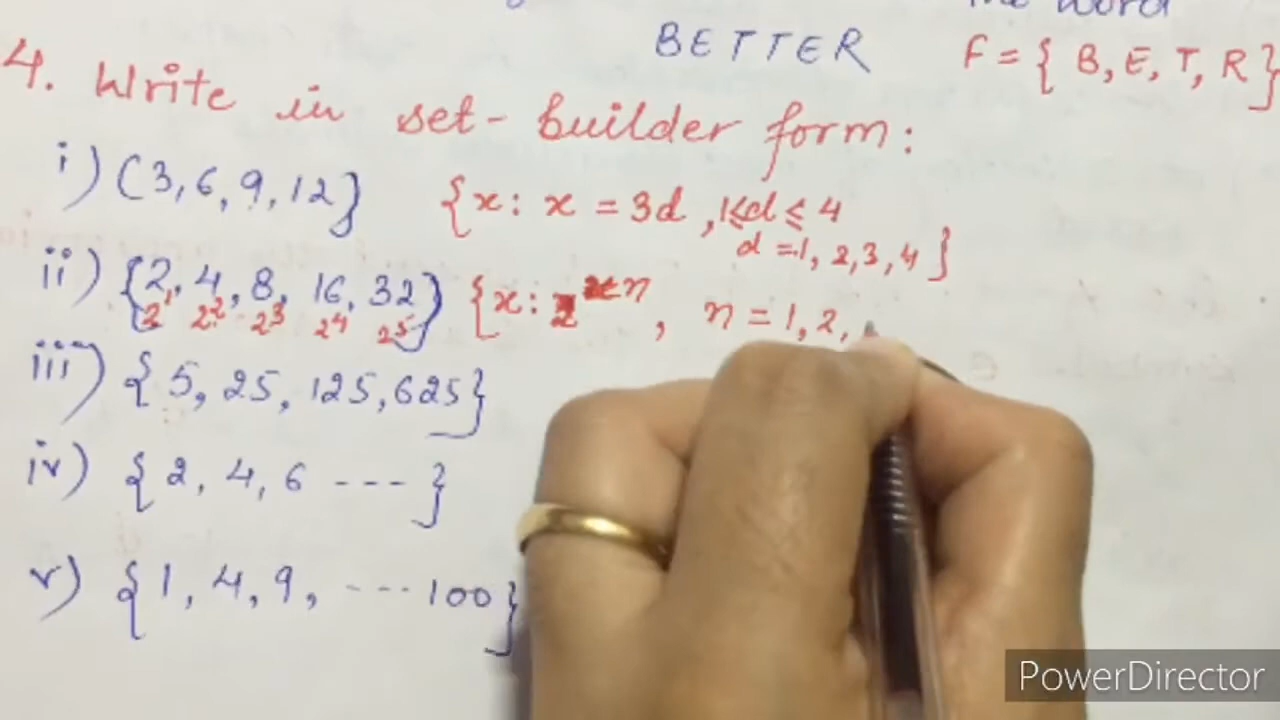 the word
BETTER F = { B, E, T, R }
4. Write in set-builder form:
i) (3, 6, 9, 12} {x: x = 3d, 1≤d≤4
d = 1, 2, 3, 4 }
ii) {2, 4, 8, 16, 32} {x: 2ⁿ, n = 1, 2,
2¹ 2² 2³ 2⁴ 2⁵
iii) { 5, 25, 125, 625}
iv) { 2, 4, 6 --- }
v) { 1, 4, 9, --- 100 }
PowerDirector